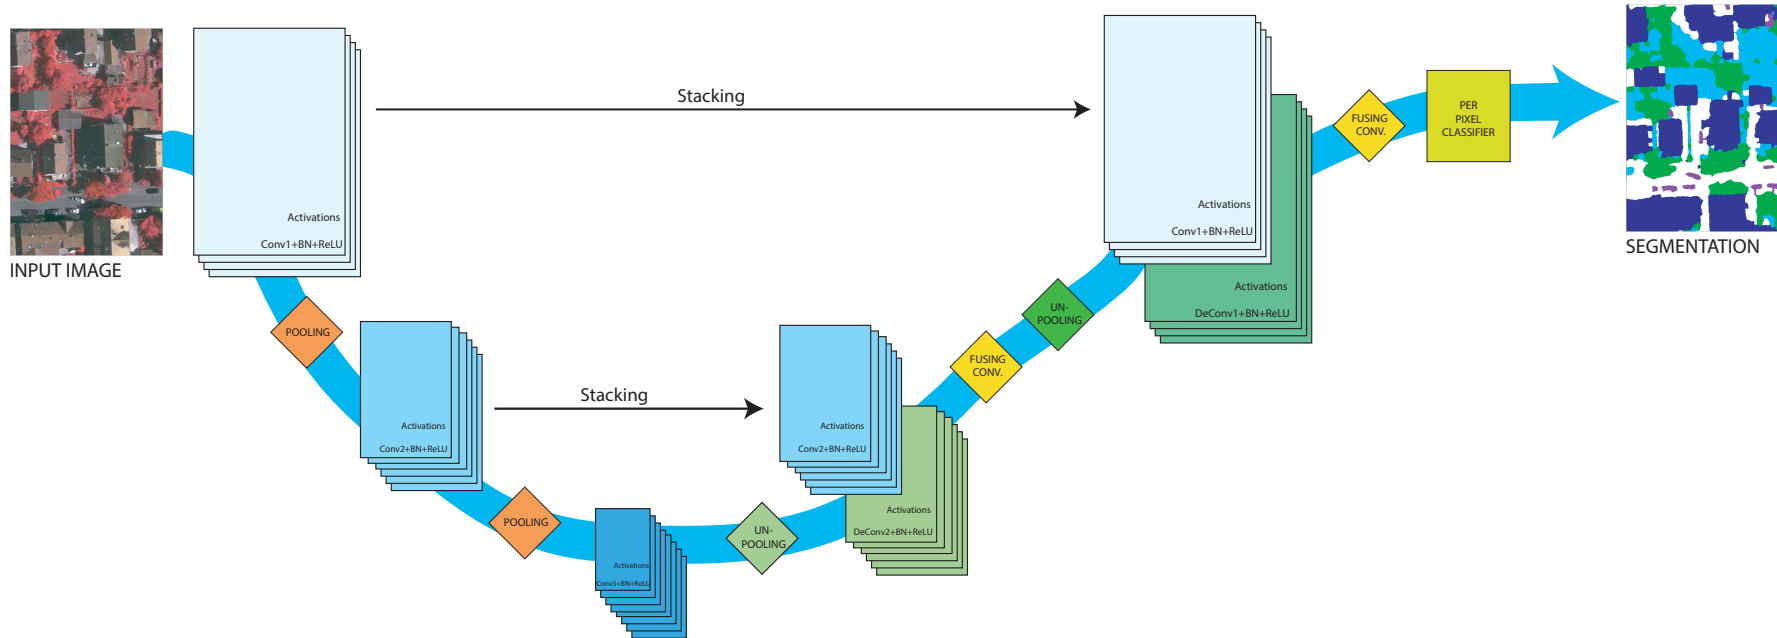 INPUT IMAGE
Activations
Conv1+BN+ReLU
Stacking
POOLING
Activations
Conv2+BN+ReLU
Stacking
POOLING
Activations
Conv3+BN+ReLU
UN-
POOLING
Activations
Conv2+BN+ReLU
Activations
DeConv2+BN+ReLU
FUSING
CONV.
UN-
POOLING
Activations
Conv1+BN+ReLU
Activations
DeConv1+BN+ReLU
FUSING
CONV.
PER
PIXEL
CLASSIFIER
SEGMENTATION